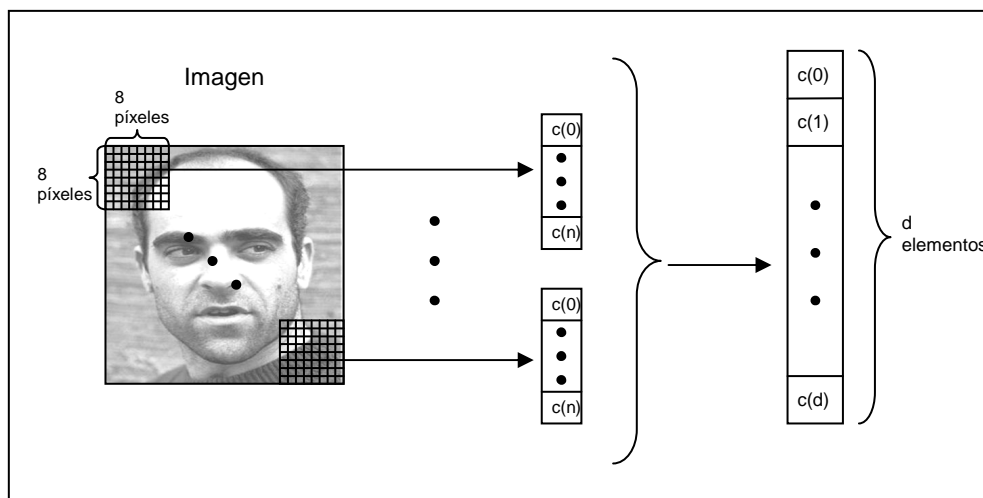 Imagen
8
píxeles
8
píxeles
c(0)
c(n)
c(0)
c(n)
c(0)
c(1)
c(d)
d
elementos